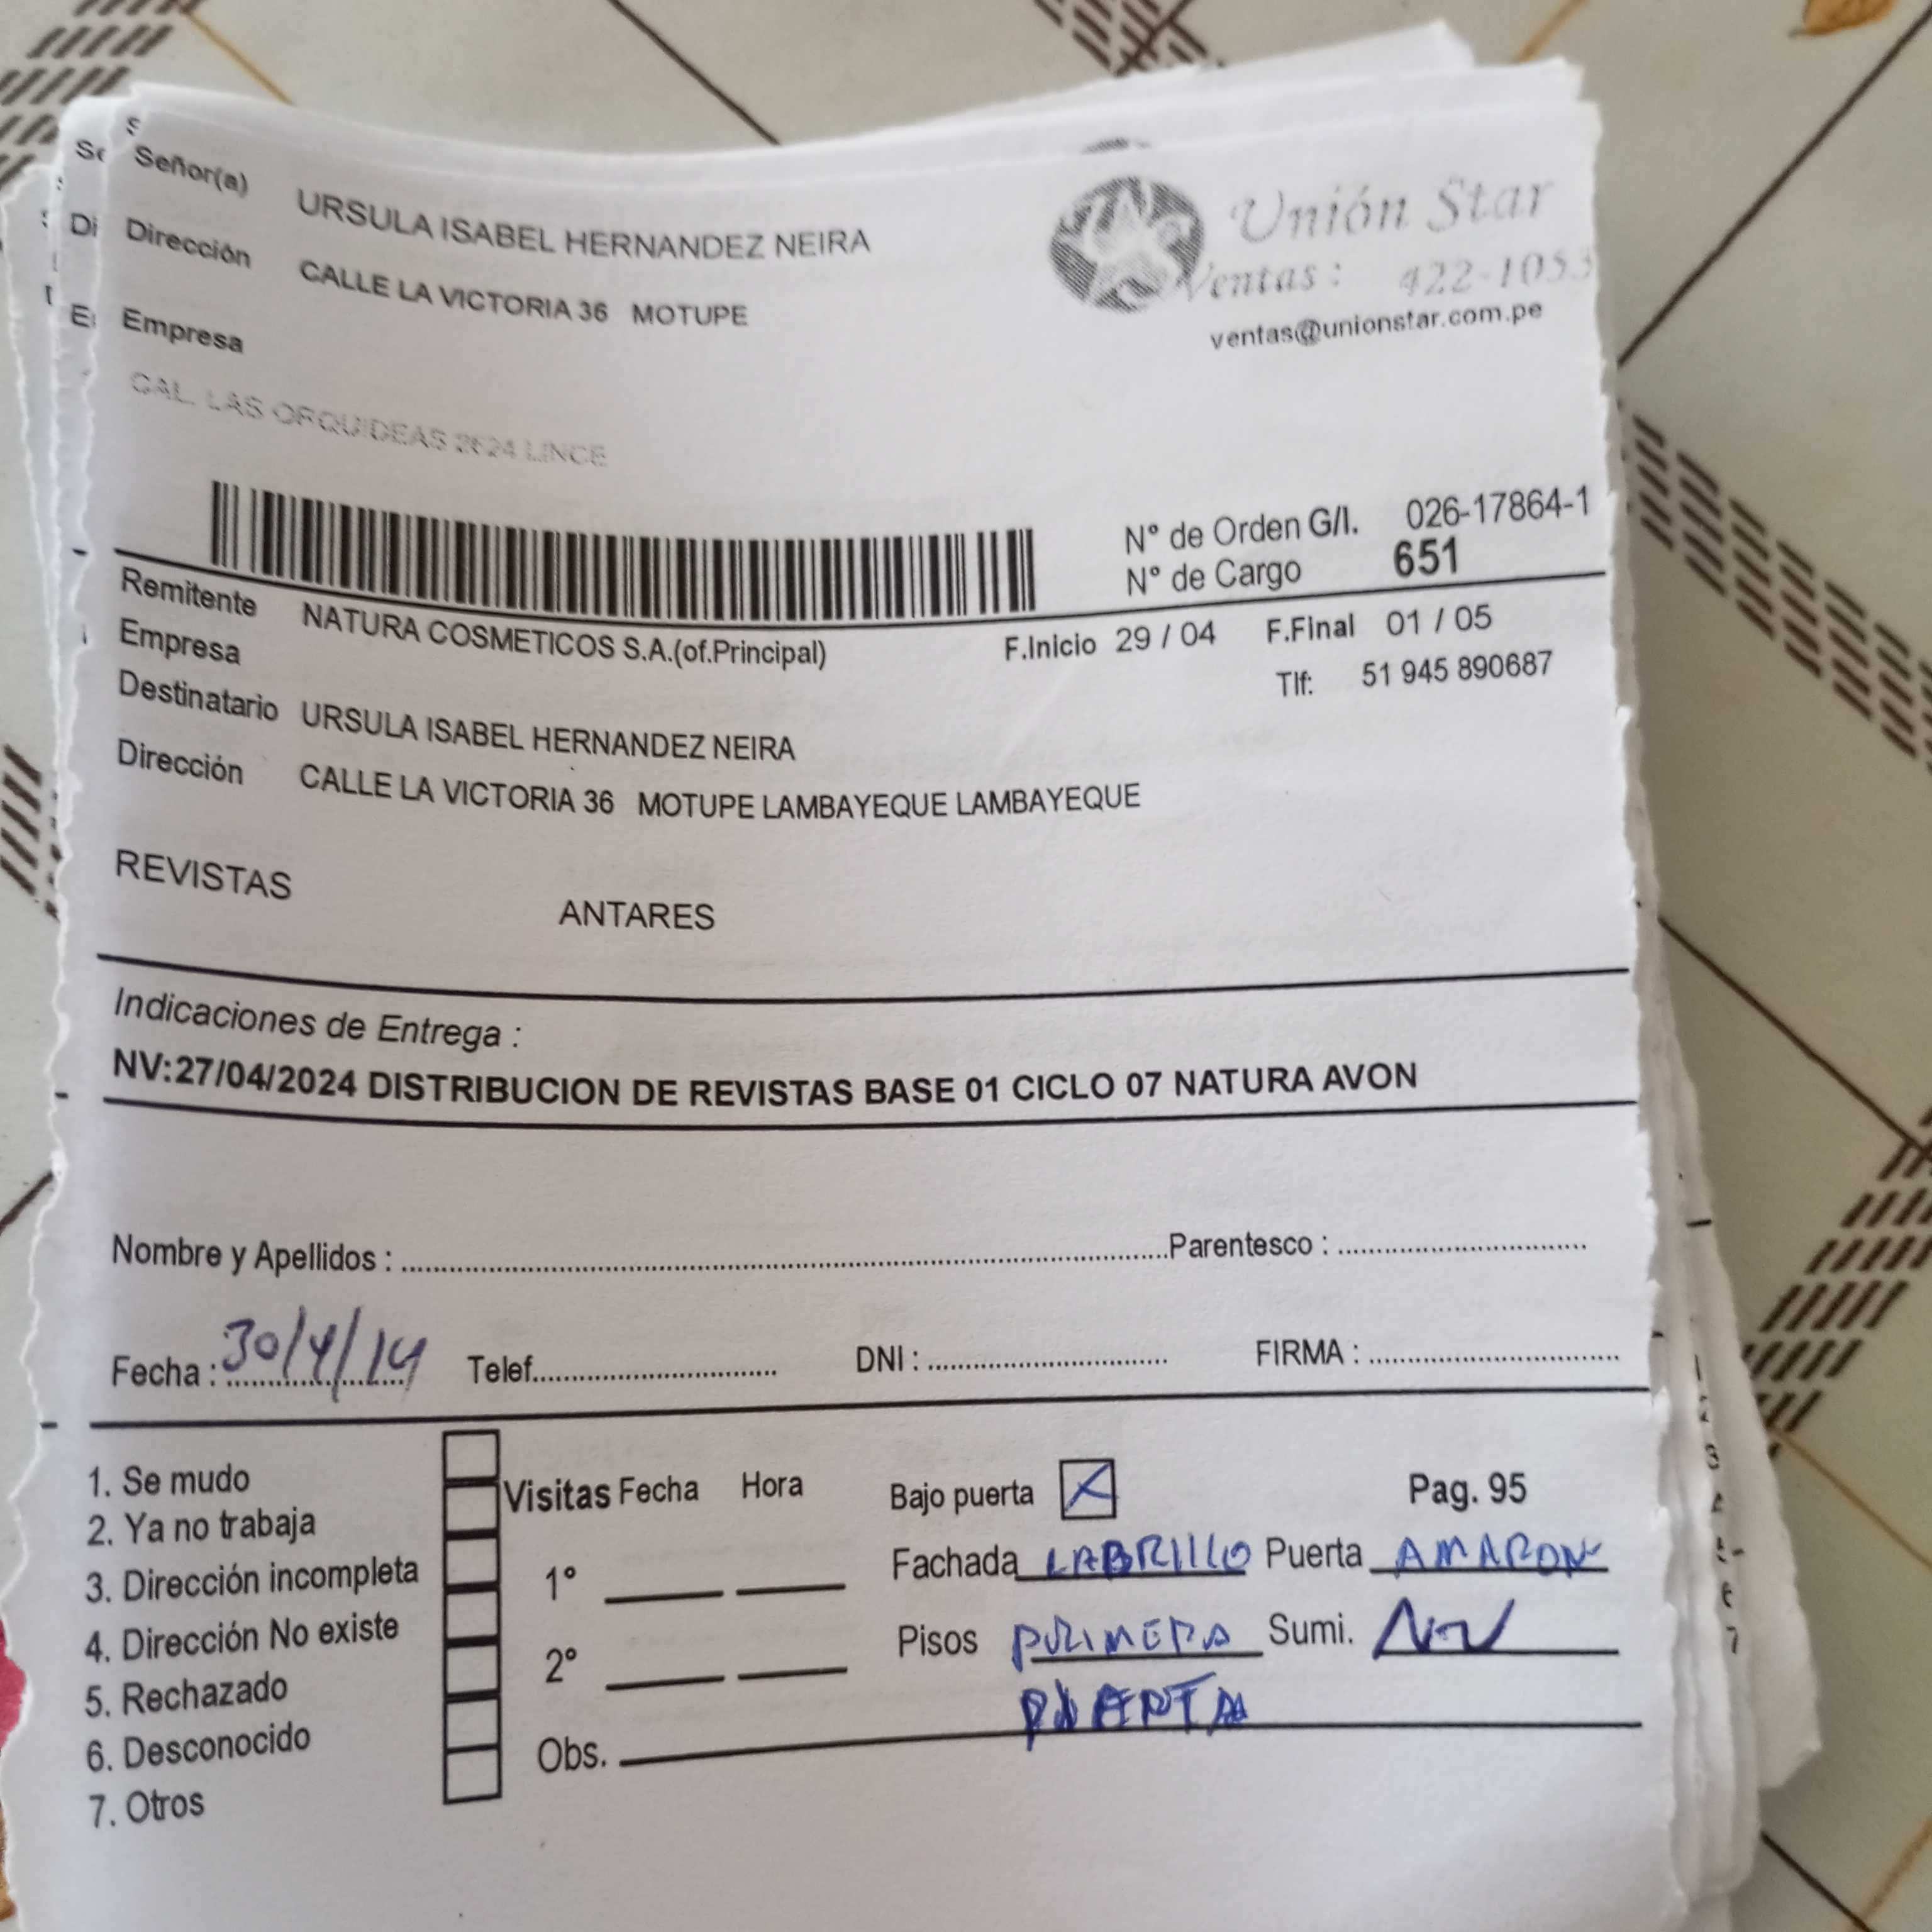 Señor(a) URSULA ISABEL HERNANDEZ NEIRA
Unión Star
Dirección CALLE LA VICTORIA 36 MOTUPE
Ventas : 422-1053
ventas@unionstar.com.pe
Empresa
CAL. LAS ORQUIDEAS 2624 LINCE
N° de Orden G/I. 026-17864-1
N° de Cargo 651
Remitente NATURA COSMETICOS S.A.(of.Principal) F.Inicio 29 / 04 F.Final 01 / 05
Empresa Tlf: 51 945 890687
Destinatario URSULA ISABEL HERNANDEZ NEIRA
Dirección CALLE LA VICTORIA 36 MOTUPE LAMBAYEQUE LAMBAYEQUE
REVISTAS ANTARES
Indicaciones de Entrega :
NV:27/04/2024 DISTRIBUCION DE REVISTAS BASE 01 CICLO 07 NATURA AVON
Nombre y Apellidos : Parentesco :
Fecha : 30/4/14 Telef. DNI : FIRMA :
1. Se mudo
2. Ya no trabaja
3. Dirección incompleta
4. Dirección No existe
5. Rechazado
6. Desconocido
7. Otros
Visitas Fecha Hora
1°
2°
Obs.
Bajo puerta X Pag. 95
Fachada LABRILLO Puerta AMARON
Pisos PRIMERA Sumi.
PUERTA